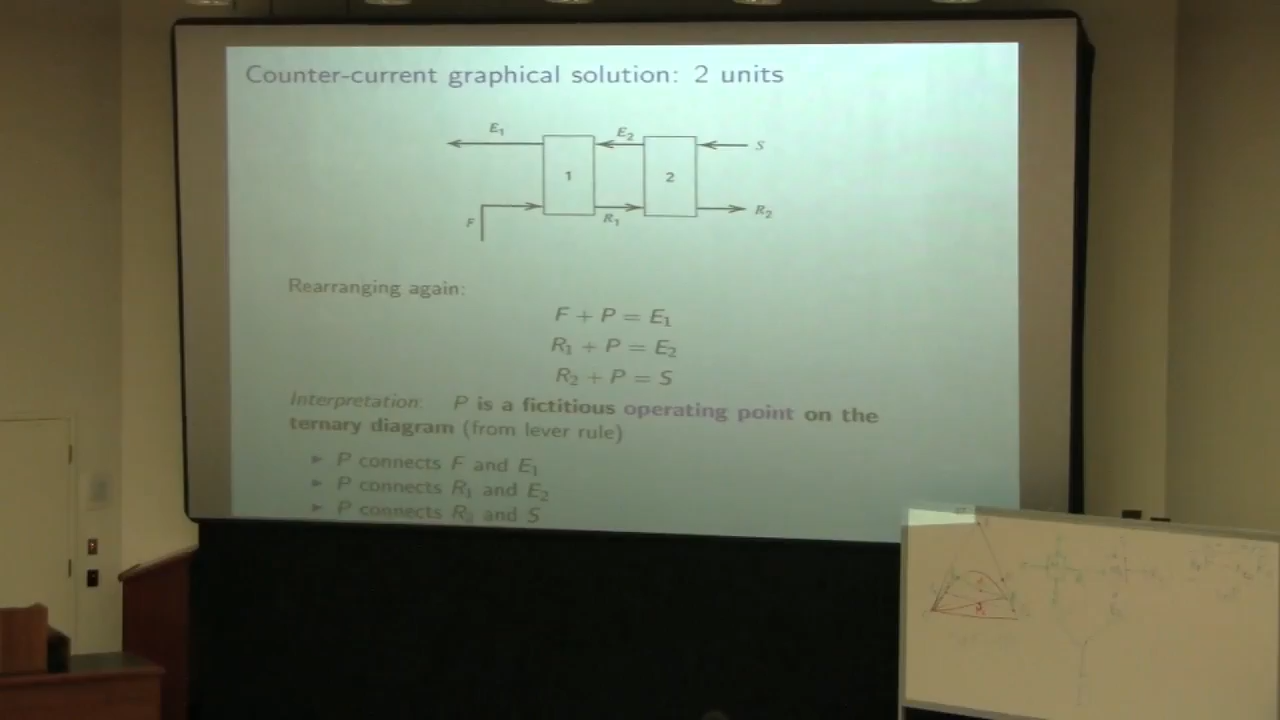 Counter-current graphical solution: 2 units
E1 E2 S
1 2
F R1 R2
Rearranging again:
F + P = E1
R1 + P = E2
R2 + P = S
Interpretation: P is a fictitious operating point on the
ternary diagram (from lever rule)
► P connects F and E1
► P connects R1 and E2
► P connects R2 and S